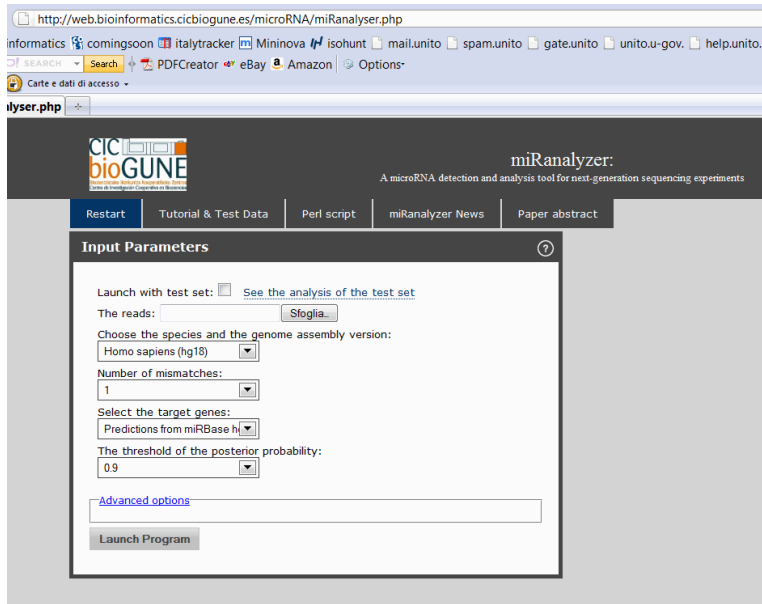 http://web.bioinformatics.cicbiogune.es/microRNA/miRanalyser.php
informatics comingsoon italytracker Mininova isohunt mail.unito spam.unito gate.unito unito.u-gov. help.unito.
SEARCH Search PDFCreator eBay Amazon Options
Carte e dati di accesso
alyser.php
CIC
bioGUNE
miRanalyzer:
A microRNA detection and analysis tool for next-generation sequencing experiments
Restart Tutorial & Test Data Perl script miRanalyzer News Paper abstract
Input Parameters ?
Launch with test set: See the analysis of the test set
The reads: Sfoglia...
Choose the species and the genome assembly version:
Homo sapiens (hg18)
Number of mismatches:
1
Select the target genes:
Predictions from miRBase h
The threshold of the posterior probability:
0.9
Advanced options
Launch Program